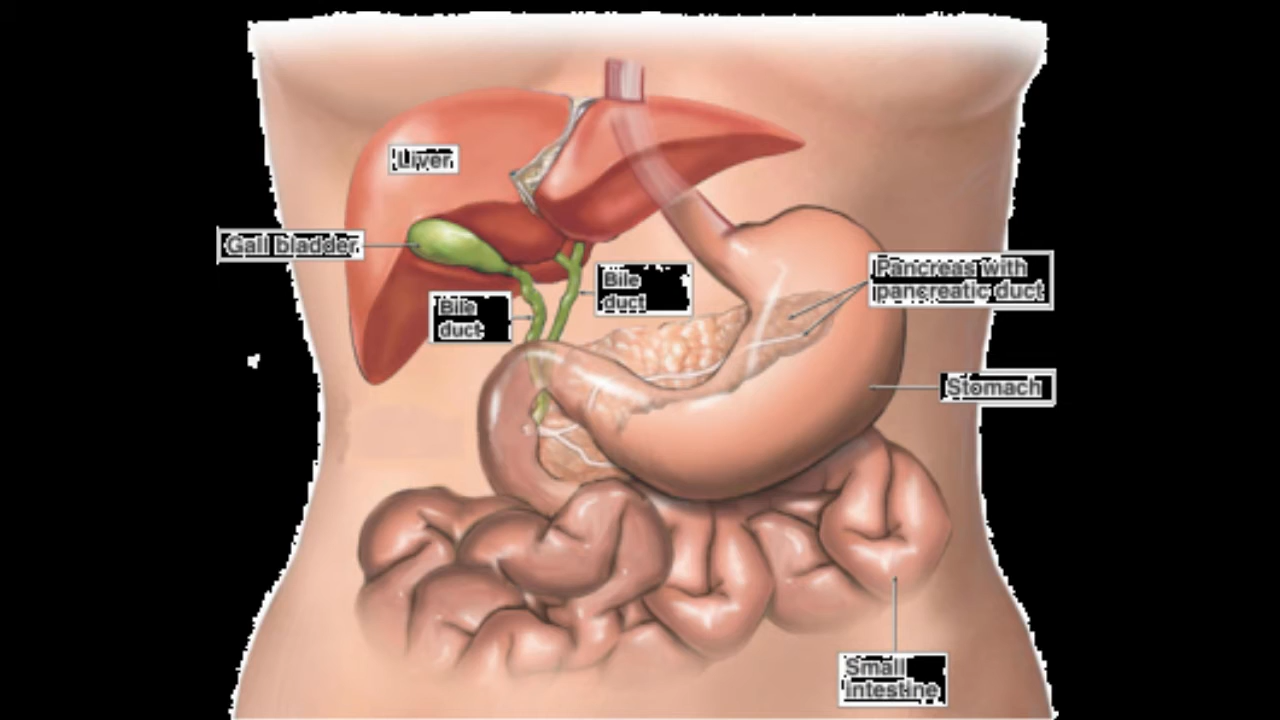 Liver
Gall bladder
Bile
duct
Bile
duct
Pancreas with
pancreatic duct
Stomach
Small
intestine